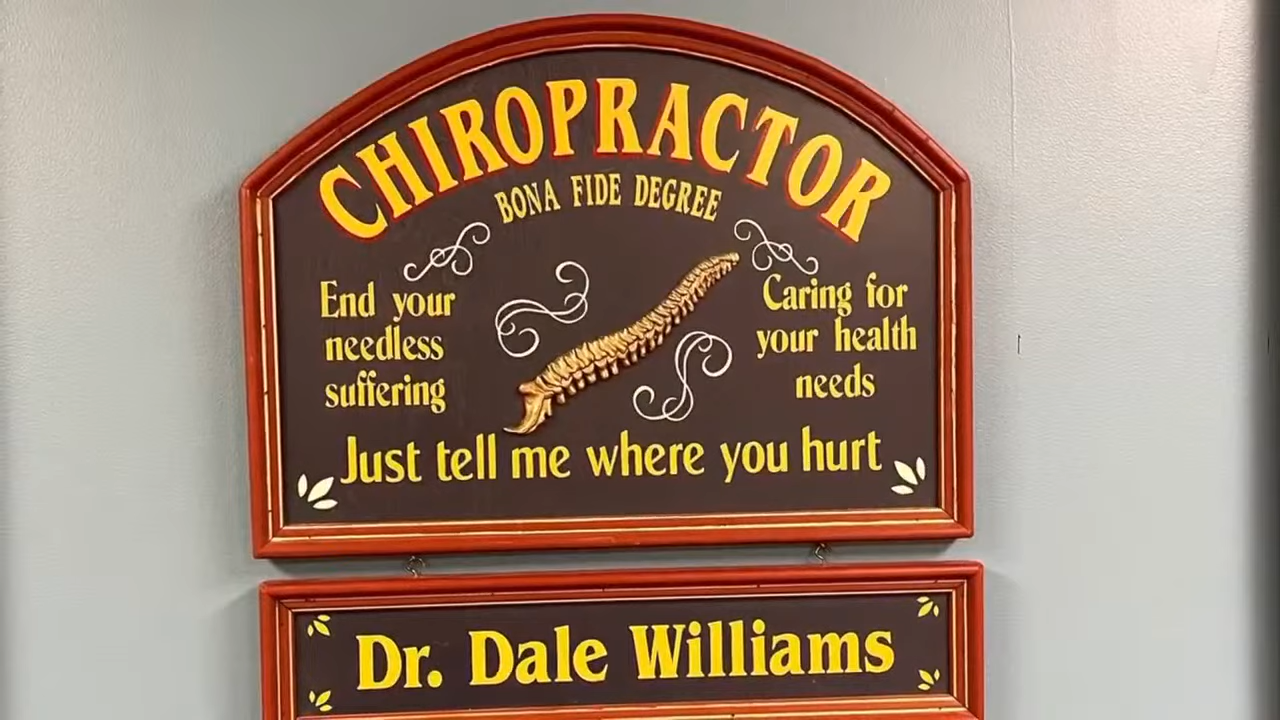 CHIROPRACTOR
BONA FIDE DEGREE
End your
needless
suffering
Caring for
your health
needs
Just tell me where you hurt
Dr. Dale Williams